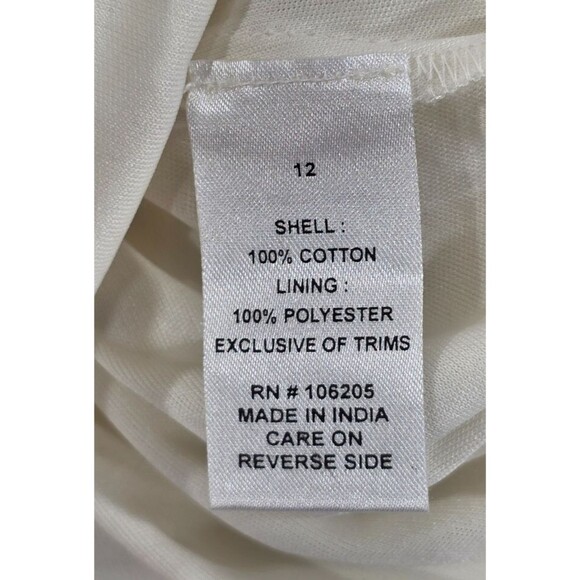 12
SHELL :
100% COTTON
LINING :
100% POLYESTER
EXCLUSIVE OF TRIMS
RN # 106205
MADE IN INDIA
CARE ON
REVERSE SIDE